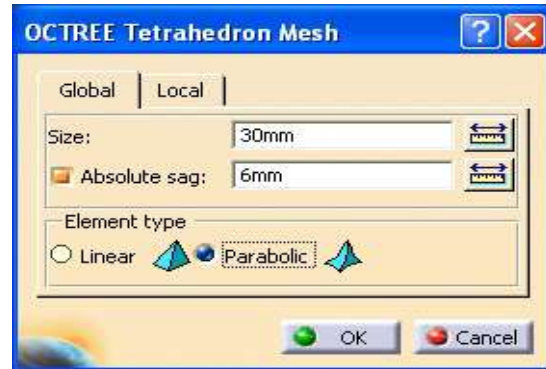 OCTREE Tetrahedron Mesh
Global Local
Size: 30mm
Absolute sag: 6mm
Element type
Linear Parabolic
OK Cancel